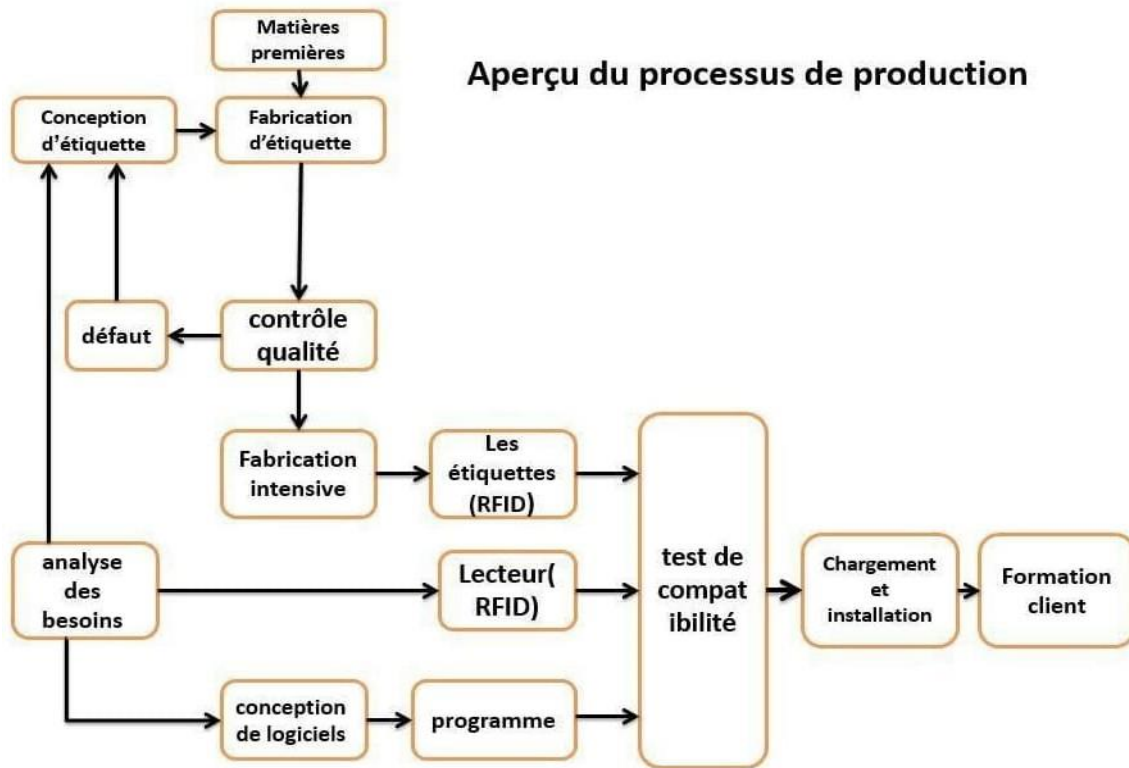 Matières
premières
Aperçu du processus de production
Conception
d'étiquette
Fabrication
d'étiquette
défaut
contrôle
qualité
Fabrication
intensive
Les
étiquettes
(RFID)
analyse
des
besoins
Lecteur(
RFID)
test de
compat
ibilité
Chargement
et
installation
Formation
client
conception
de logiciels
programme